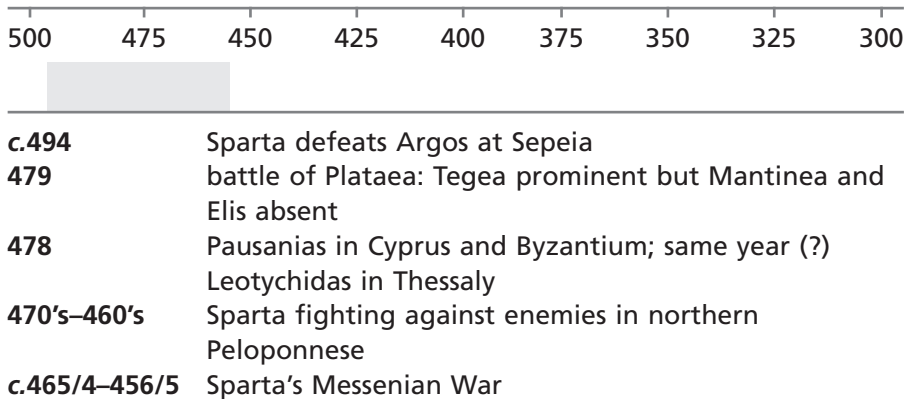 500 475 450 425 400 375 350 325 300
c.494 Sparta defeats Argos at Sepeia
479 battle of Plataea: Tegea prominent but Mantinea and
Elis absent
478 Pausanias in Cyprus and Byzantium; same year (?)
Leotychidas in Thessaly
470's–460's Sparta fighting against enemies in northern
Peloponnese
c.465/4–456/5 Sparta's Messenian War